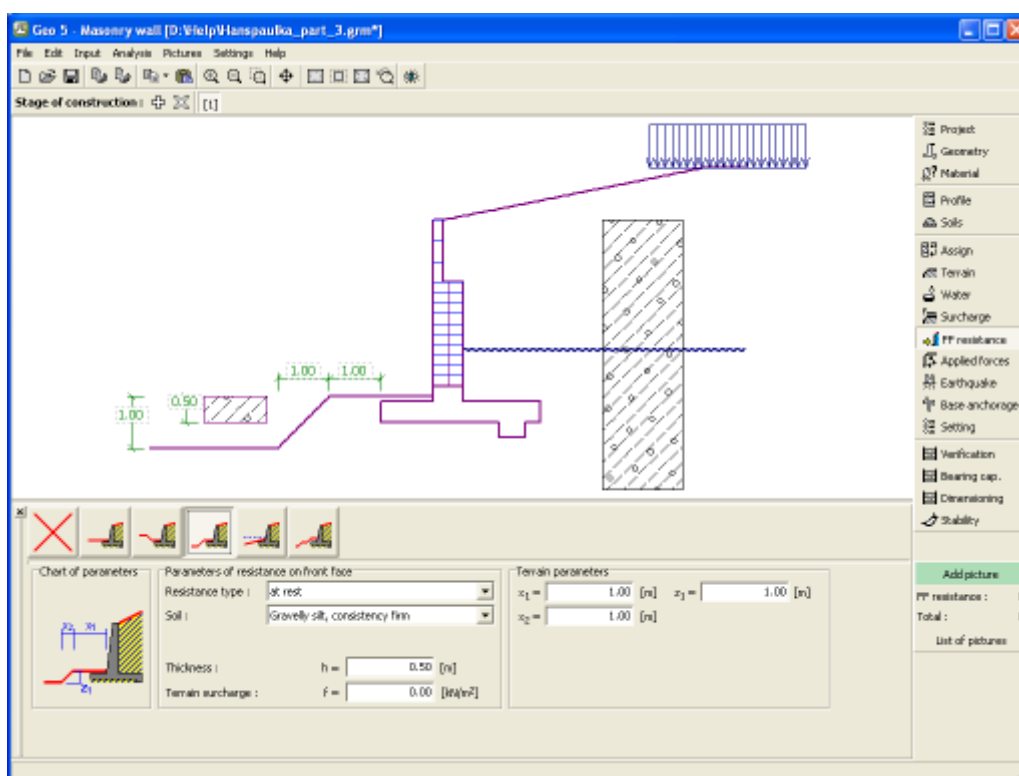 Geo 5 - Masonry wall [D:\Help\Hanspaulka_part_3.grm*]
File Edit Input Analysis Pictures Settings Help
Stage of construction : [1]
Project
Geometry
Material
Profile
Soils
Assign
Terrain
Water
Surcharge
FF resistance
Applied forces
Earthquake
Base anchorage
Setting
Verification
Bearing cap.
Dimensioning
Stability
1.00 1.00
0.50
1.00
Chart of parameters
x2 x1
z1
Parameters of resistance on front face
Resistance type : at rest
Soil : Gravelly silt, consistency firm
Thickness : h = 0.50 [m]
Terrain surcharge : f = 0.00 [kN/m²]
Terrain parameters
x₁ = 1.00 [m] z₁ = 1.00 [m]
x₂ = 1.00 [m]
Add picture
FF resistance :
Total :
List of pictures